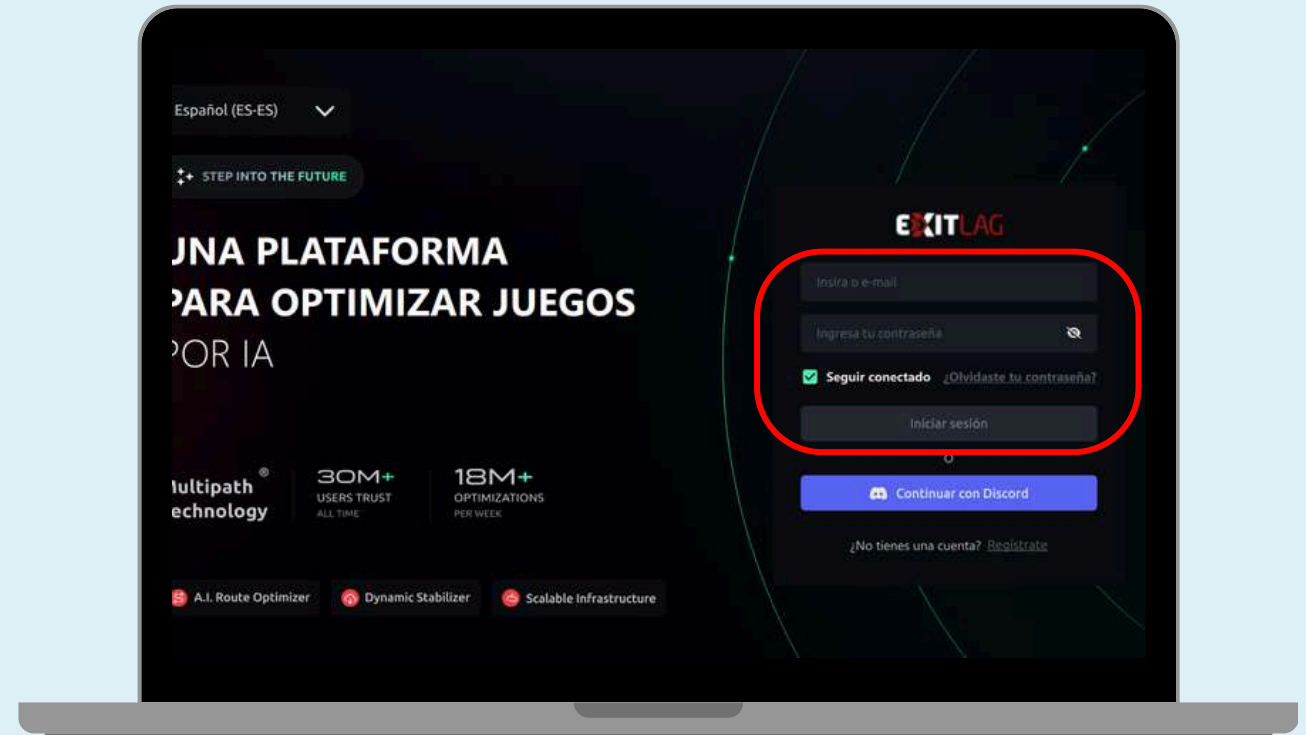 Español (ES-ES)
STEP INTO THE FUTURE
UNA PLATAFORMA
PARA OPTIMIZAR JUEGOS
POR IA
Multipath ®
Technology
30M+
USERS TRUST
ALL TIME
18M+
OPTIMIZATIONS
PER WEEK
A.I. Route Optimizer
Dynamic Stabilizer
Scalable Infrastructure
EXITLAG
Insira o e-mail
Ingresa tu contraseña
Seguir conectado ¿Olvidaste tu contraseña?
Iniciar sesión
O
Continuar con Discord
¿No tienes una cuenta? Regístrate